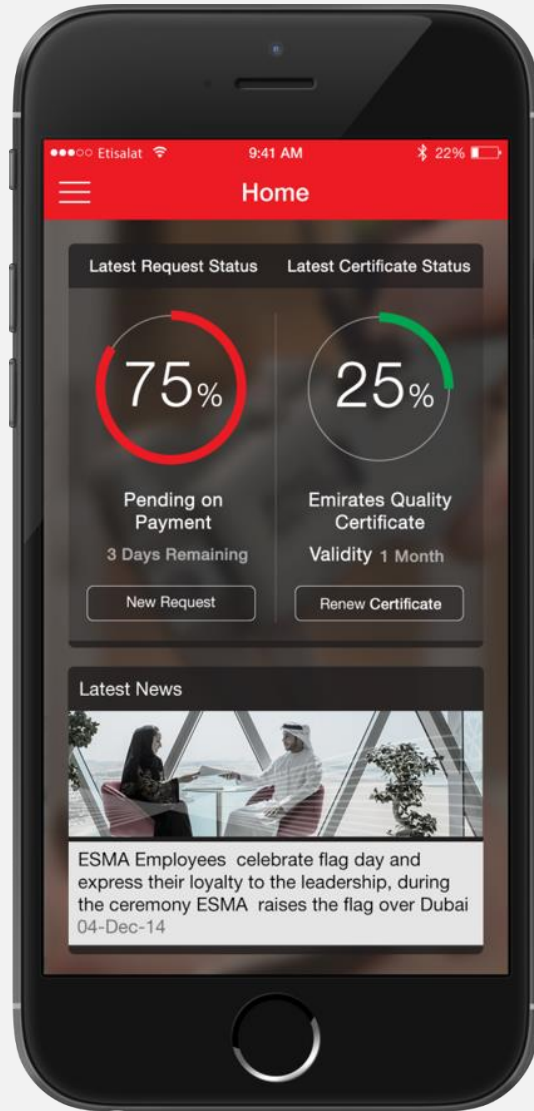 Etisalat 9:41 AM 22%
Home
Latest Request Status Latest Certificate Status
75% 25%
Pending on Payment
Emirates Quality Certificate
3 Days Remaining
Validity 1 Month
New Request Renew Certificate
Latest News
ESMA Employees celebrate flag day and
express their loyalty to the leadership, during
the ceremony ESMA raises the flag over Dubai
04-Dec-14